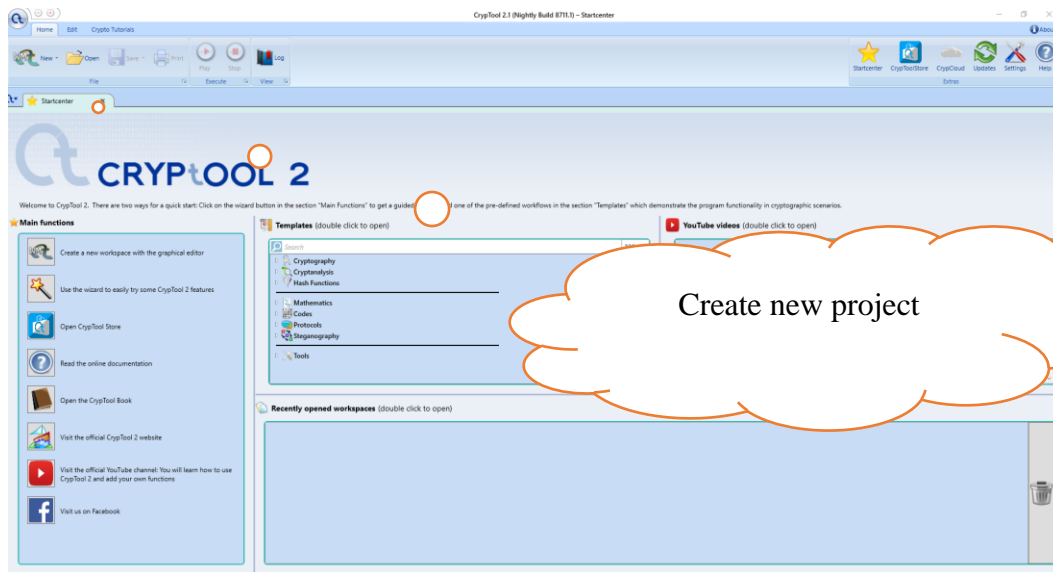 CrypTool 2.1 (Nightly Build 8711.1) – Startcenter
Home Edit Crypto Tutorials
New Open Save Print Play Stop Log
Startcenter CrypToolStore CrypCloud Updates Settings Help
File Execute View Extras
Startcenter
CRYPtOOL 2
Welcome to CrypTool 2. There are two ways for a quick start: Click on the wizard button in the section "Main Functions" to get a guided one of the pre-defined workflows in the section "Templates" which demonstrate the program functionality in cryptographic scenarios.
Main functions
Create a new workspace with the graphical editor
Use the wizard to easily try some CrypTool 2 features
Open CrypTool Store
Read the online documentation
Open the CrypTool Book
Visit the official CrypTool 2 website
Visit the official YouTube channel: You will learn how to use
CrypTool 2 and add your own functions
Visit us on Facebook
Templates (double click to open)
Search
Cryptography
Cryptanalysis
Hash Functions
Mathematics
Codes
Protocols
Steganography
Tools
YouTube videos (double click to open)
Create new project
Recently opened workspaces (double click to open)